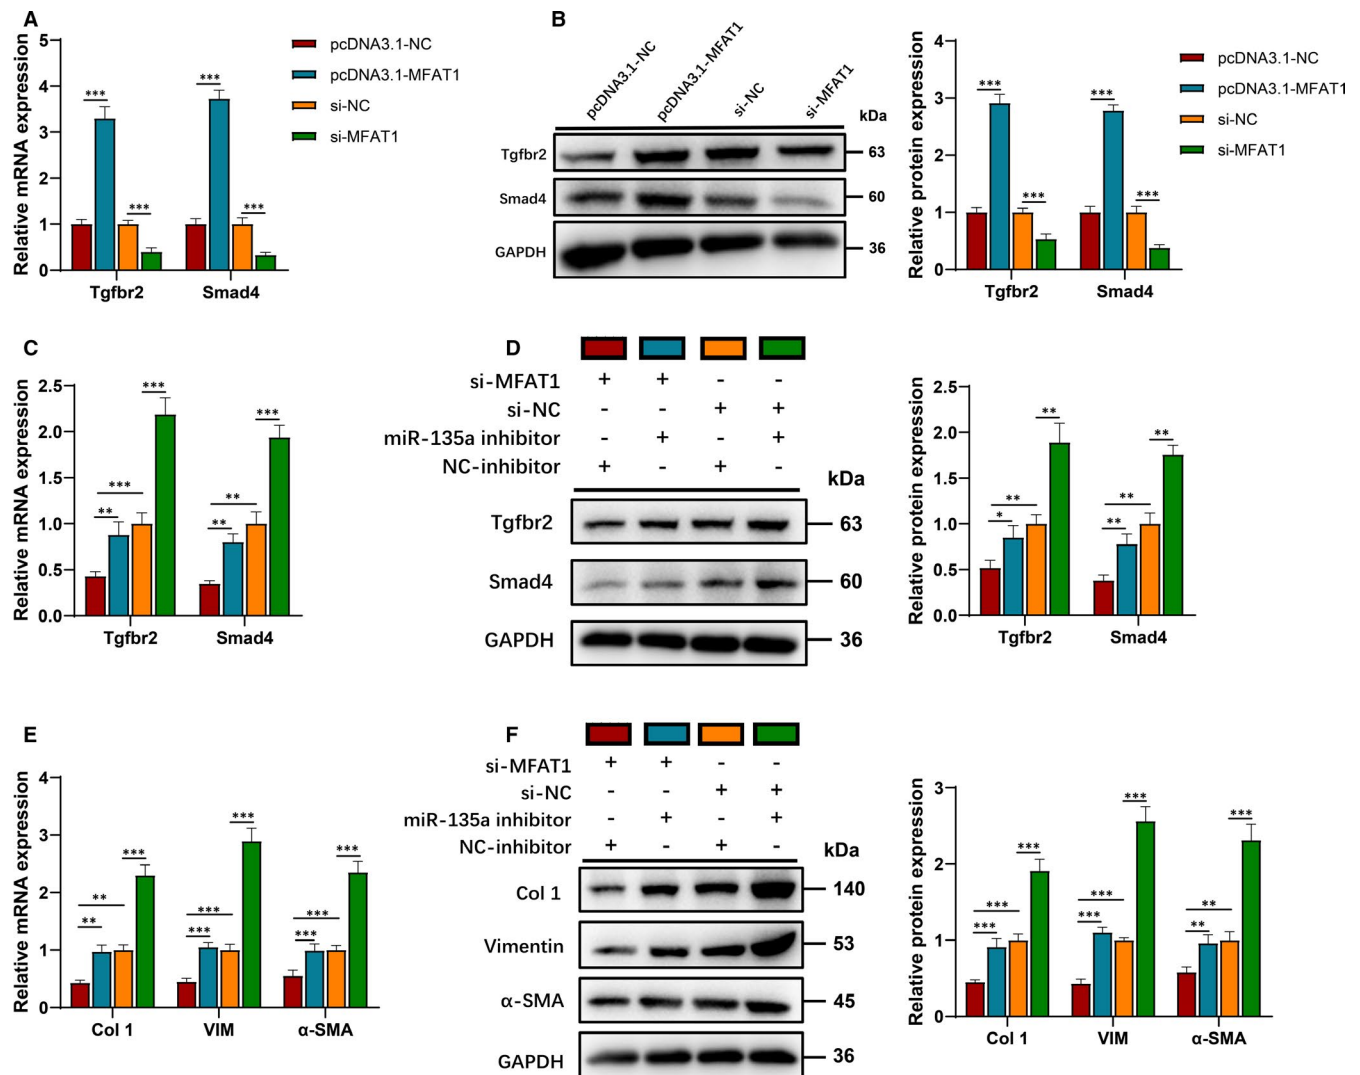 A
Relative mRNA expression
5
4
3
2
1
0
***
***
***
***
Tgfbr2 Smad4
pcDNA3.1-NC
pcDNA3.1-MFAT1
si-NC
si-MFAT1
B
pcDNA3.1-NC
pcDNA3.1-MFAT1
si-NC
si-MFAT1
kDa
Tgfbr2 63
Smad4 60
GAPDH 36
Relative protein expression
4
3
2
1
0
***
***
***
***
Tgfbr2 Smad4
pcDNA3.1-NC
pcDNA3.1-MFAT1
si-NC
si-MFAT1
C
Relative mRNA expression
2.5
2.0
1.5
1.0
0.5
0.0
***
***
**
***
**
**
Tgfbr2 Smad4
D
si-MFAT1 + + - -
si-NC - - + +
miR-135a inhibitor - + - +
NC-inhibitor + - + -
kDa
Tgfbr2 63
Smad4 60
GAPDH 36
Relative protein expression
2.5
2.0
1.5
1.0
0.5
0.0
**
**
*
**
**
**
Tgfbr2 Smad4
E
Relative mRNA expression
4
3
2
1
0
***
**
**
***
***
***
***
***
***
Col 1 VIM α-SMA
F
si-MFAT1 + + - -
si-NC - - + +
miR-135a inhibitor - + - +
NC-inhibitor + - + -
kDa
Col 1 140
Vimentin 53
α-SMA 45
GAPDH 36
Relative protein expression
3
2
1
0
***
***
***
***
***
***
***
**
**
Col 1 VIM α-SMA